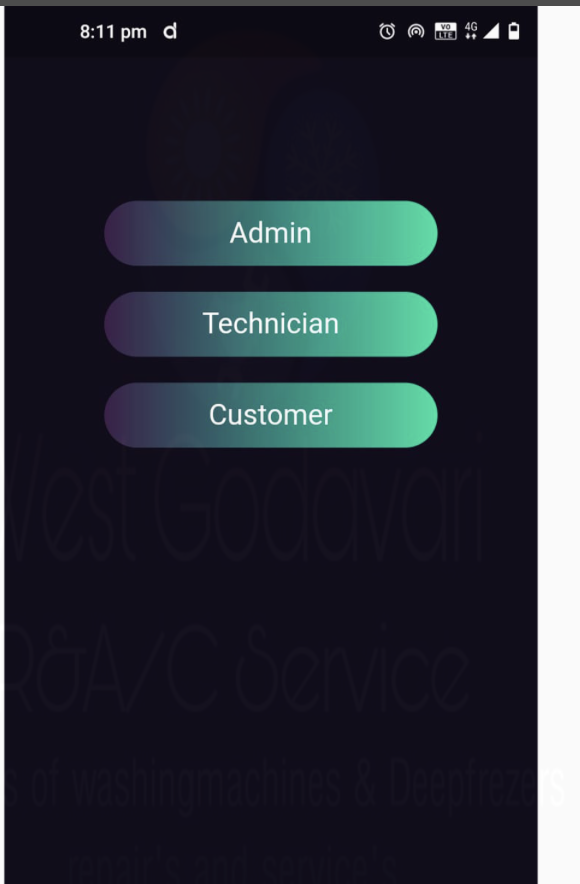 8:11 pm d
VO LTE 4G
Admin
Technician
Customer
West Godavari
R&A/C Service
s of washingmachines & Deepfrezers
repair's and service's